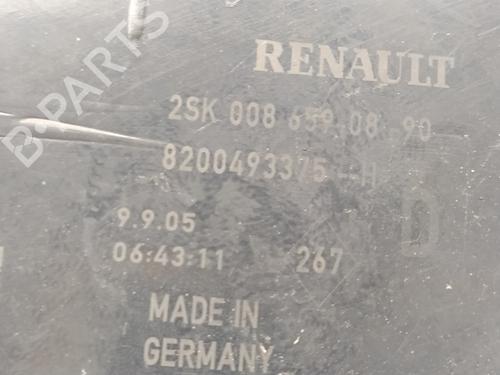 RENAULT
2SK 008 659-08 -90
8200493375 -H
9.9.05
06:43:11 267
D
MADE IN
GERMANY
B-PARTS